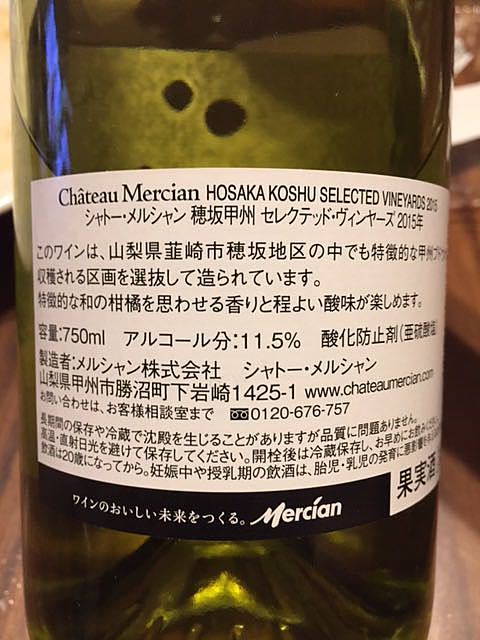 Château Mercian HOSAKA KOSHU SELECTED VINEYARDS 2015
シャトー・メルシャン 穂坂甲州 セレクテッド・ヴィンヤーズ 2015年
このワインは、山梨県韮崎市穂坂地区の中でも特徴的な甲州ブドウ
収穫される区画を選抜して造られています。
特徴的な和の柑橘を思わせる香りと程よい酸味が楽しめます。
容量:750ml アルコール分:11.5% 酸化防止剤(亜硫酸塩)
製造者:メルシャン株式会社 シャトー・メルシャン
山梨県甲州市勝沼町下岩崎1425-1 www.chateaumercian.com
お問い合わせは、お客様相談室まで 0120-676-757
長期間の保存や冷蔵で沈殿を生じることがありますが品質に問題ありません。
高温・直射日光を避けて保存してください。開栓後は冷蔵保存し、お早めにお飲みください。
飲酒は20歳になってから。妊娠中や授乳期の飲酒は、胎児・乳児の発育に悪影響を与える
果実酒
ワインのおいしい未来をつくる。 Mercian